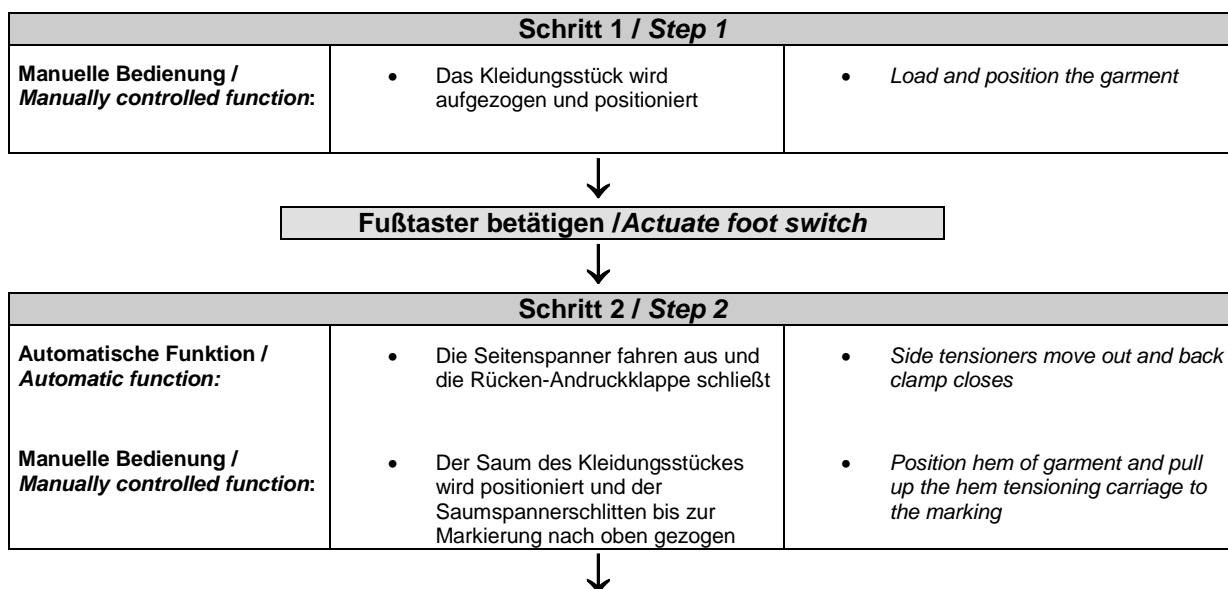 Schritt 1 / Step 1
Manuelle Bedienung /
Manually controlled function:
• Das Kleidungsstück wird
aufgezogen und positioniert
• Load and position the garment
Fußtaster betätigen /Actuate foot switch
Schritt 2 / Step 2
Automatische Funktion /
Automatic function:
• Die Seitenspanner fahren aus und
die Rücken-Andruckklappe schließt
• Side tensioners move out and back
clamp closes
Manuelle Bedienung /
Manually controlled function:
• Der Saum des Kleidungsstückes
wird positioniert und der
Saumspannerschlitten bis zur
Markierung nach oben gezogen
• Position hem of garment and pull
up the hem tensioning carriage to
the marking